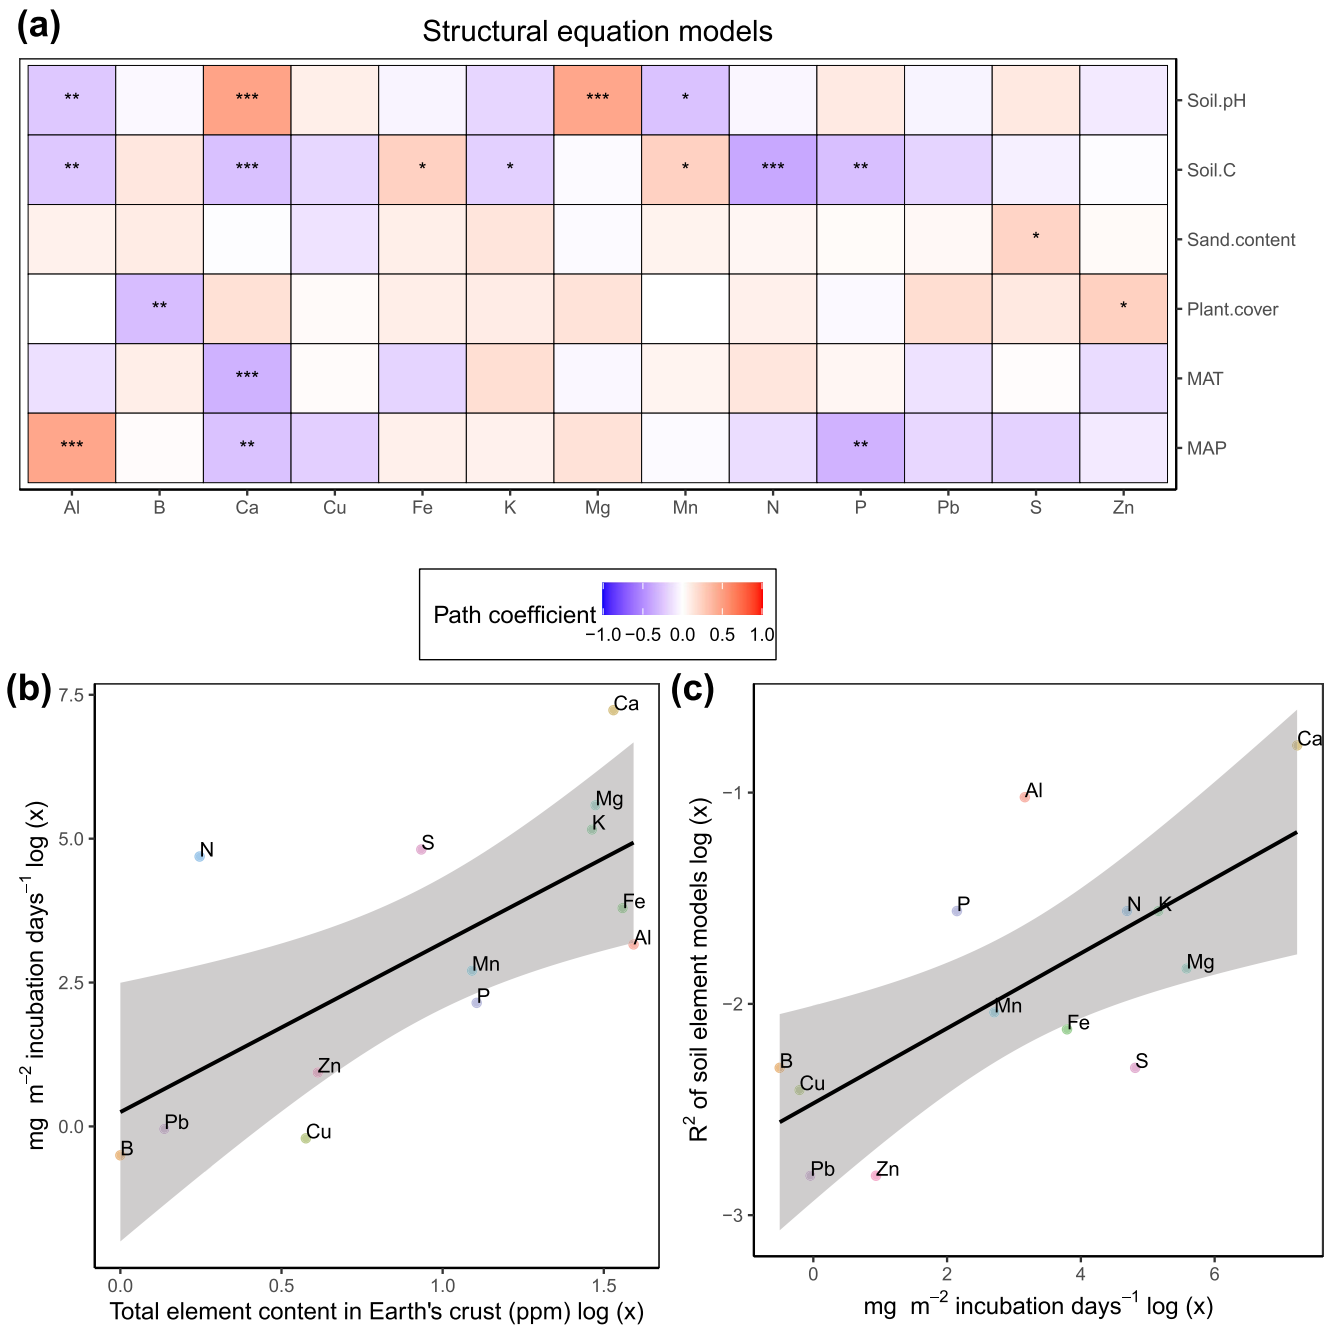 (a)
Structural equation models
** *** *** * Soil.pH
** *** * * * *** ** Soil.C
* Sand.content
** * Plant.cover
*** MAT
*** ** ** MAP
Al B Ca Cu Fe K Mg Mn N P Pb S Zn
Path coefficient
−1.0 −0.5 0.0 0.5 1.0
(b)
7.5
5.0
2.5
0.0
mg m−2 incubation days−1 log (x)
Ca
Mg
K
N
S
Fe
Al
Mn
P
Zn
Pb
Cu
B
0.0 0.5 1.0 1.5
Total element content in Earth's crust (ppm) log (x)
(c)
−1
−2
−3
R2 of soil element models log (x)
Ca
Al
P
N
K
Mg
Mn
Fe
B
S
Cu
Pb
Zn
0 2 4 6
mg m−2 incubation days−1 log (x)